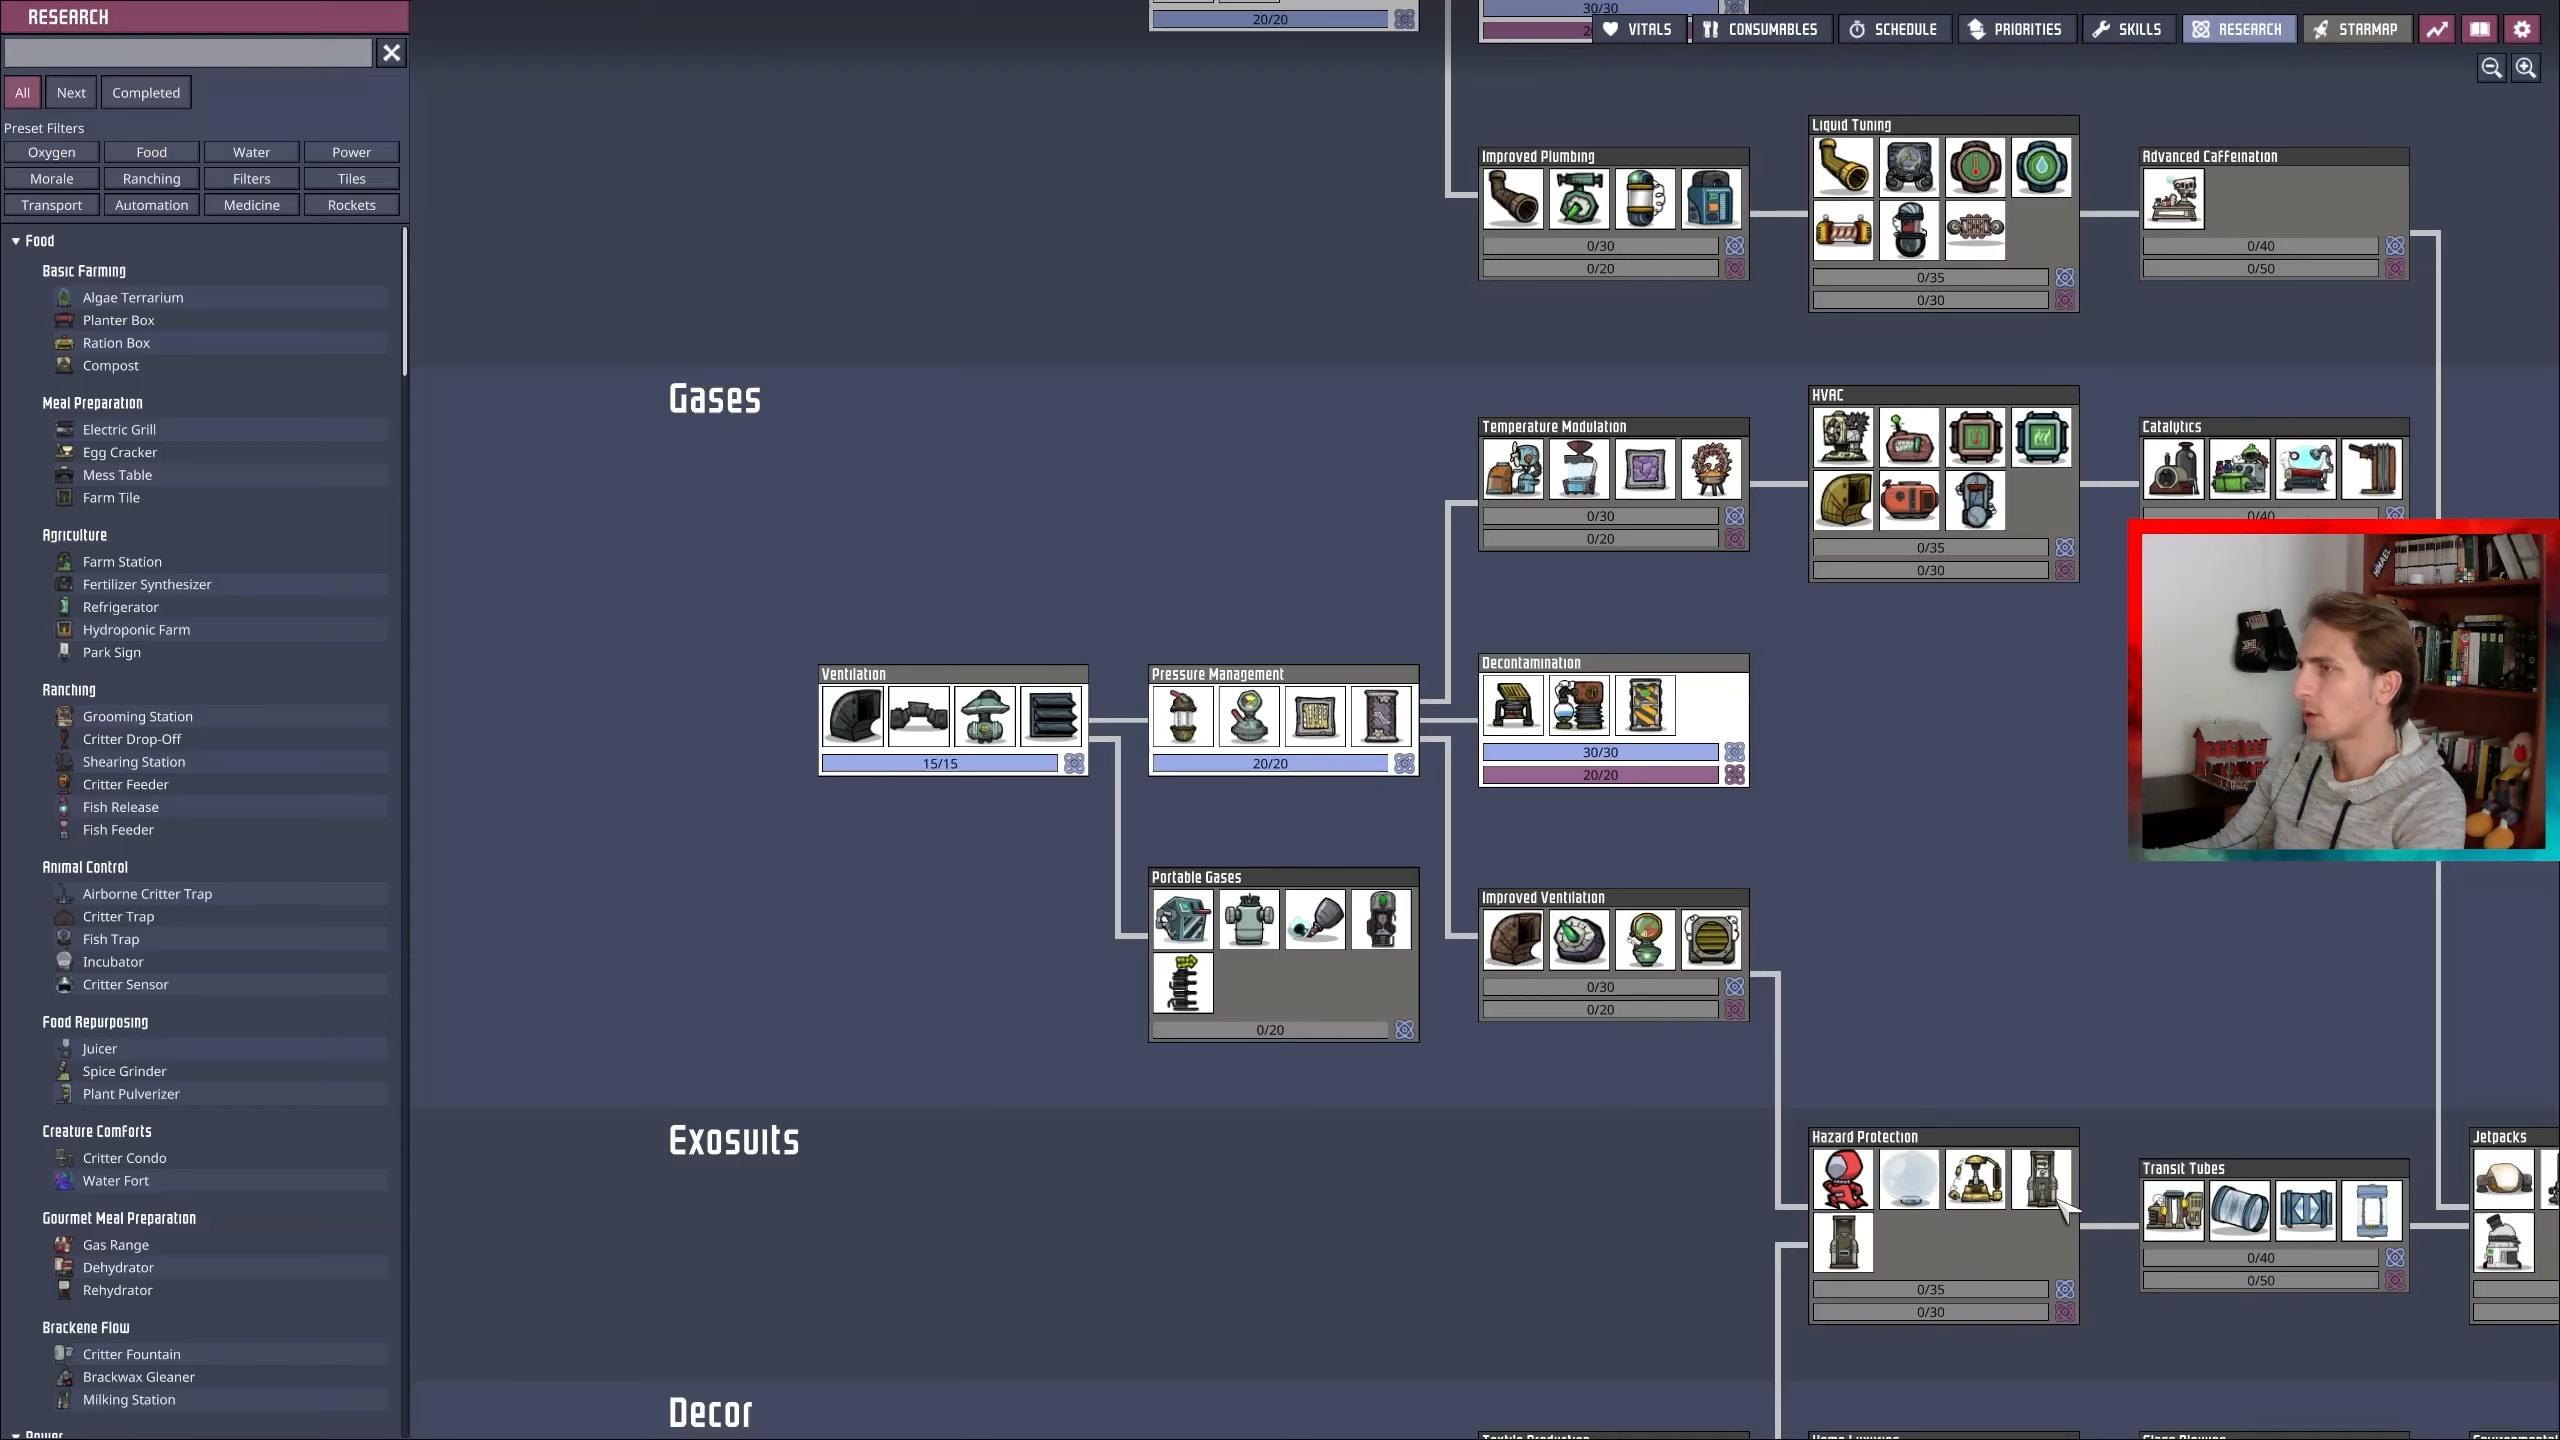 RESEARCH
VITALS
CONSUMABLES
SCHEDULE
PRIORITIES
SKILLS
RESEARCH
STARMAP
All
Next
Completed
Preset Filters
Oxygen
Food
Water
Power
Morale
Ranching
Filters
Tiles
Transport
Automation
Medicine
Rockets
Food
Basic Farming
Algae Terrarium
Planter Box
Ration Box
Compost
Meal Preparation
Electric Grill
Egg Cracker
Mess Table
Farm Tile
Agriculture
Farm Station
Fertilizer Synthesizer
Refrigerator
Hydroponic Farm
Park Sign
Ranching
Grooming Station
Critter Drop-Off
Shearing Station
Critter Feeder
Fish Release
Fish Feeder
Animal Control
Airborne Critter Trap
Critter Trap
Fish Trap
Incubator
Critter Sensor
Food Repurposing
Juicer
Spice Grinder
Plant Pulverizer
Creature Comforts
Critter Condo
Water Fort
Gourmet Meal Preparation
Gas Range
Dehydrator
Rehydrator
Brackene Flow
Critter Fountain
Brackwax Gleaner
Milking Station
Power
20/20
30/30
Improved Plumbing
0/30
0/20
Liquid Tuning
0/35
0/30
Advanced Caffeination
0/40
0/50
Gases
Temperature Modulation
0/30
0/20
HVAC
0/35
0/30
Catalytics
0/40
Ventilation
15/15
Pressure Management
20/20
Decontamination
30/30
20/20
Portable Gases
0/20
Improved Ventilation
0/30
0/20
Exosuits
Hazard Protection
0/35
0/30
Transit Tubes
0/40
0/50
Jetpacks
Decor